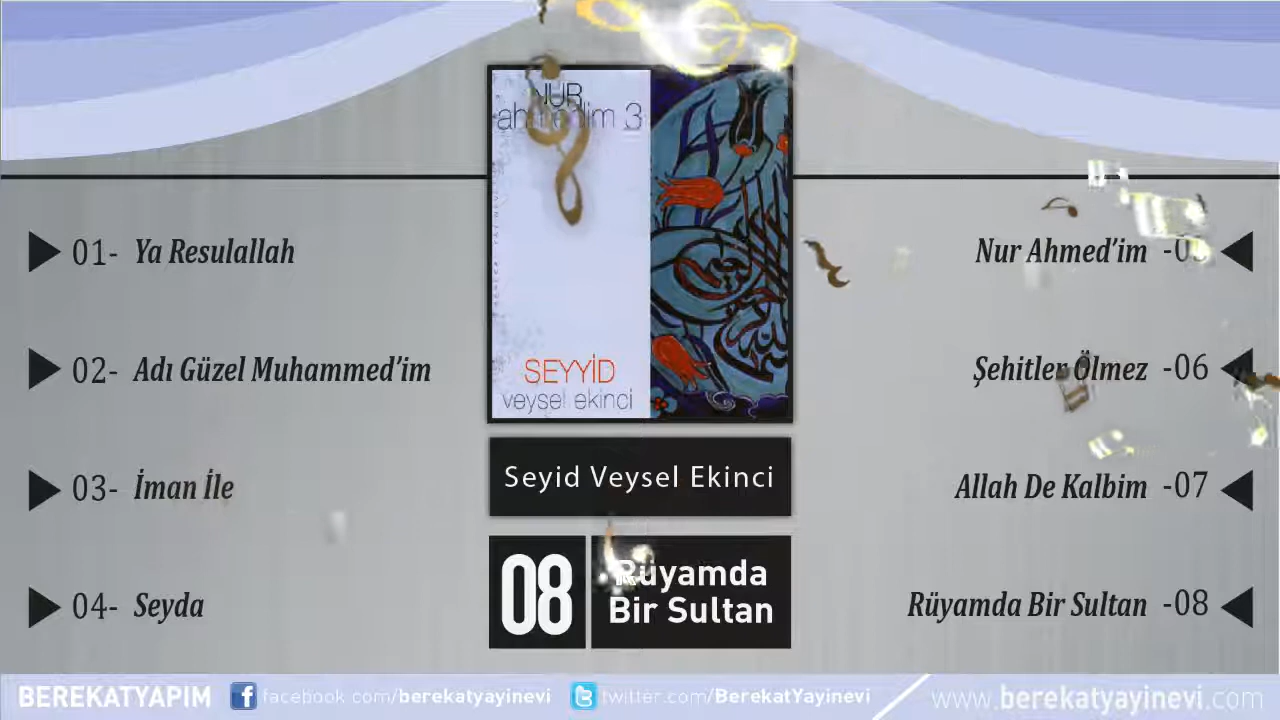 NUR
ahmedim 3
SEYYİD
veysel ekinci
01- Ya Resulallah
02- Adı Güzel Muhammed’im
03- İman İle
04- Seyda
Nur Ahmed’im -05
Şehitler Ölmez -06
Allah De Kalbim -07
Rüyamda Bir Sultan -08
Seyid Veysel Ekinci
08
Rüyamda
Bir Sultan
BEREKATYAPIM
facebook.com/berekatyayinevi
twitter.com/BerekatYayinevi
www.berekatyayinevi.com